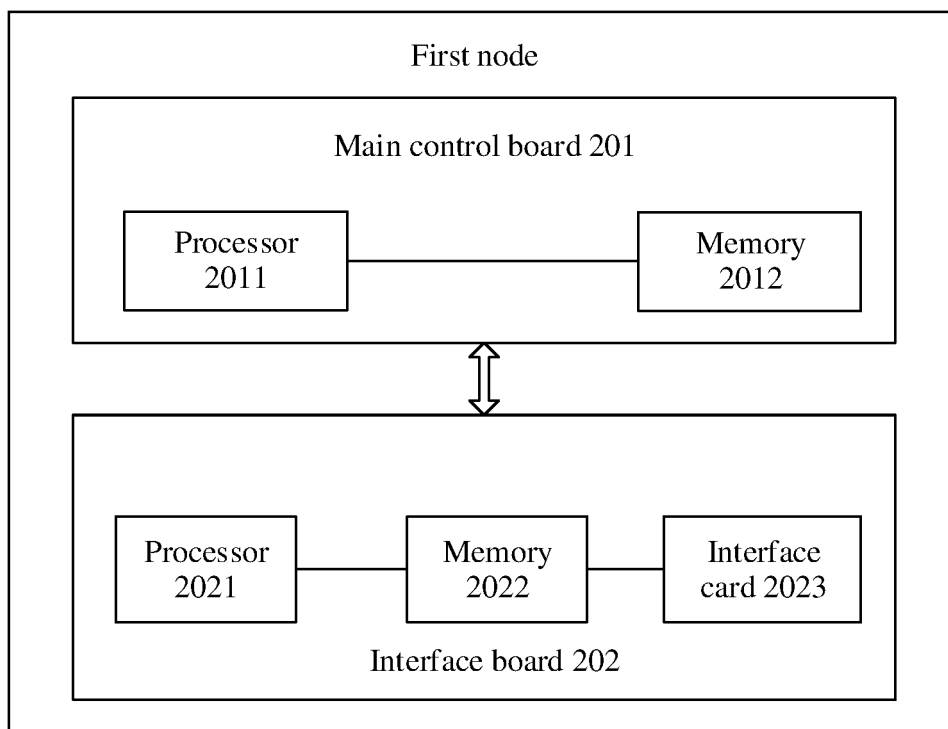 First node
Main control board 201
Processor
2011
Memory
2012
Processor
2021
Memory
2022
Interface
card 2023
Interface board 202